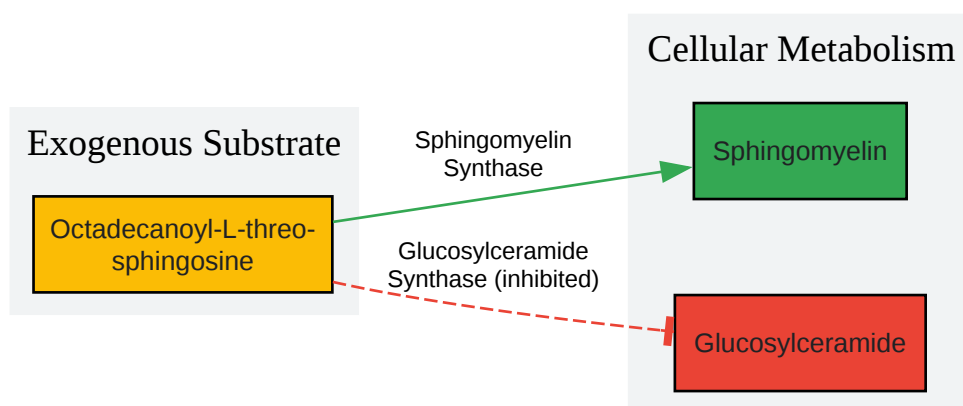 Cellular Metabolism
Exogenous Substrate
Sphingomyelin
Synthase
Sphingomyelin
Octadecanoyl-L-threo-
sphingosine
Glucosylceramide
Synthase (inhibited)
Glucosylceramide